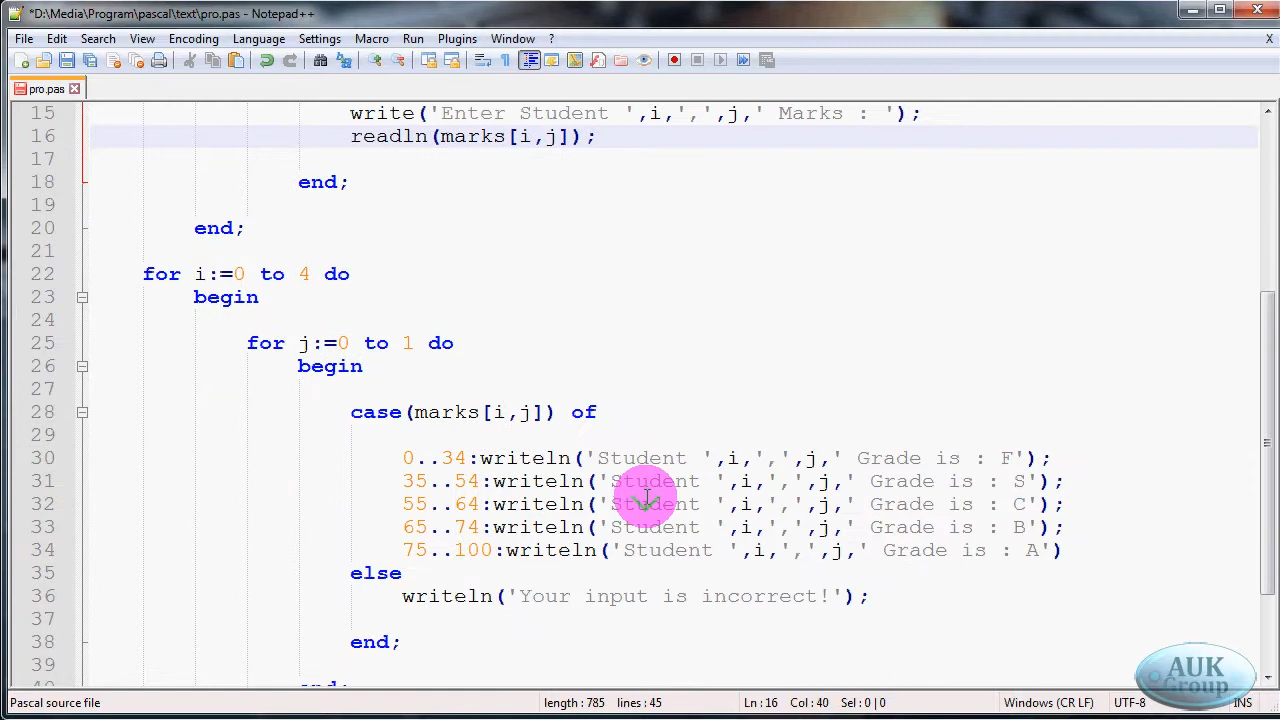 *D:\Media\Program\pascal\text\pro.pas - Notepad++
File Edit Search View Encoding Language Settings Macro Run Plugins Window ? X
pro.pas
15 write('Enter Student ',i,',',j,' Marks : ');
16 readln(marks[i,j]);
17
18 end;
19
20 end;
21
22 for i:=0 to 4 do
23 begin
24
25 for j:=0 to 1 do
26 begin
27
28 case(marks[i,j]) of
29
30 0..34:writeln('Student ',i,',',j,' Grade is : F');
31 35..54:writeln('Student ',i,',',j,' Grade is : S');
32 55..64:writeln('Student ',i,',',j,' Grade is : C');
33 65..74:writeln('Student ',i,',',j,' Grade is : B');
34 75..100:writeln('Student ',i,',',j,' Grade is : A')
35 else
36 writeln('Your input is incorrect!');
37
38 end;
39
AUK
Group
Pascal source file length : 785 lines : 45 Ln : 16 Col : 40 Sel : 0 | 0 Windows (CR LF) UTF-8 INS